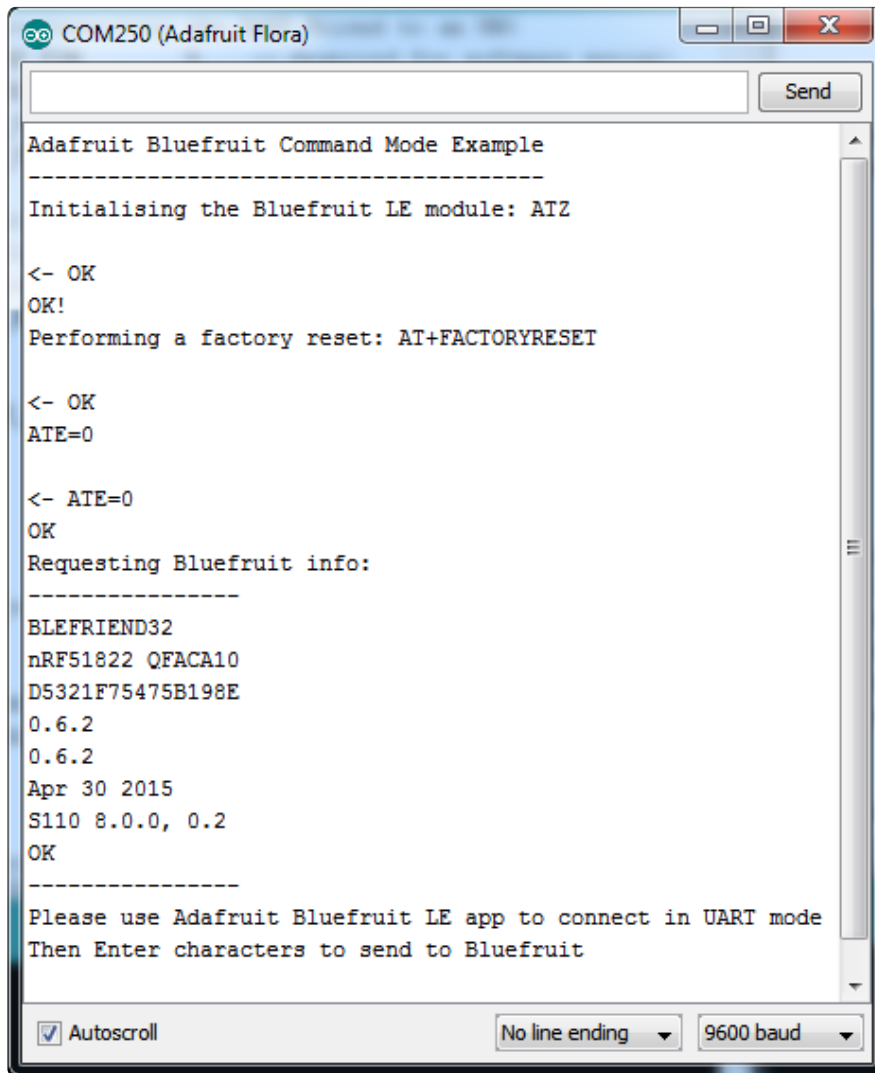 COM250 (Adafruit Flora)
Send
Adafruit Bluefruit Command Mode Example
---------------------------------------
Initialising the Bluefruit LE module: ATZ
<- OK
OK!
Performing a factory reset: AT+FACTORYRESET
<- OK
ATE=0
<- ATE=0
OK
Requesting Bluefruit info:
----------------
BLEFRIEND32
nRF51822 QFACA10
D5321F75475B198E
0.6.2
0.6.2
Apr 30 2015
S110 8.0.0, 0.2
OK
----------------
Please use Adafruit Bluefruit LE app to connect in UART mode
Then Enter characters to send to Bluefruit
Autoscroll
No line ending
9600 baud